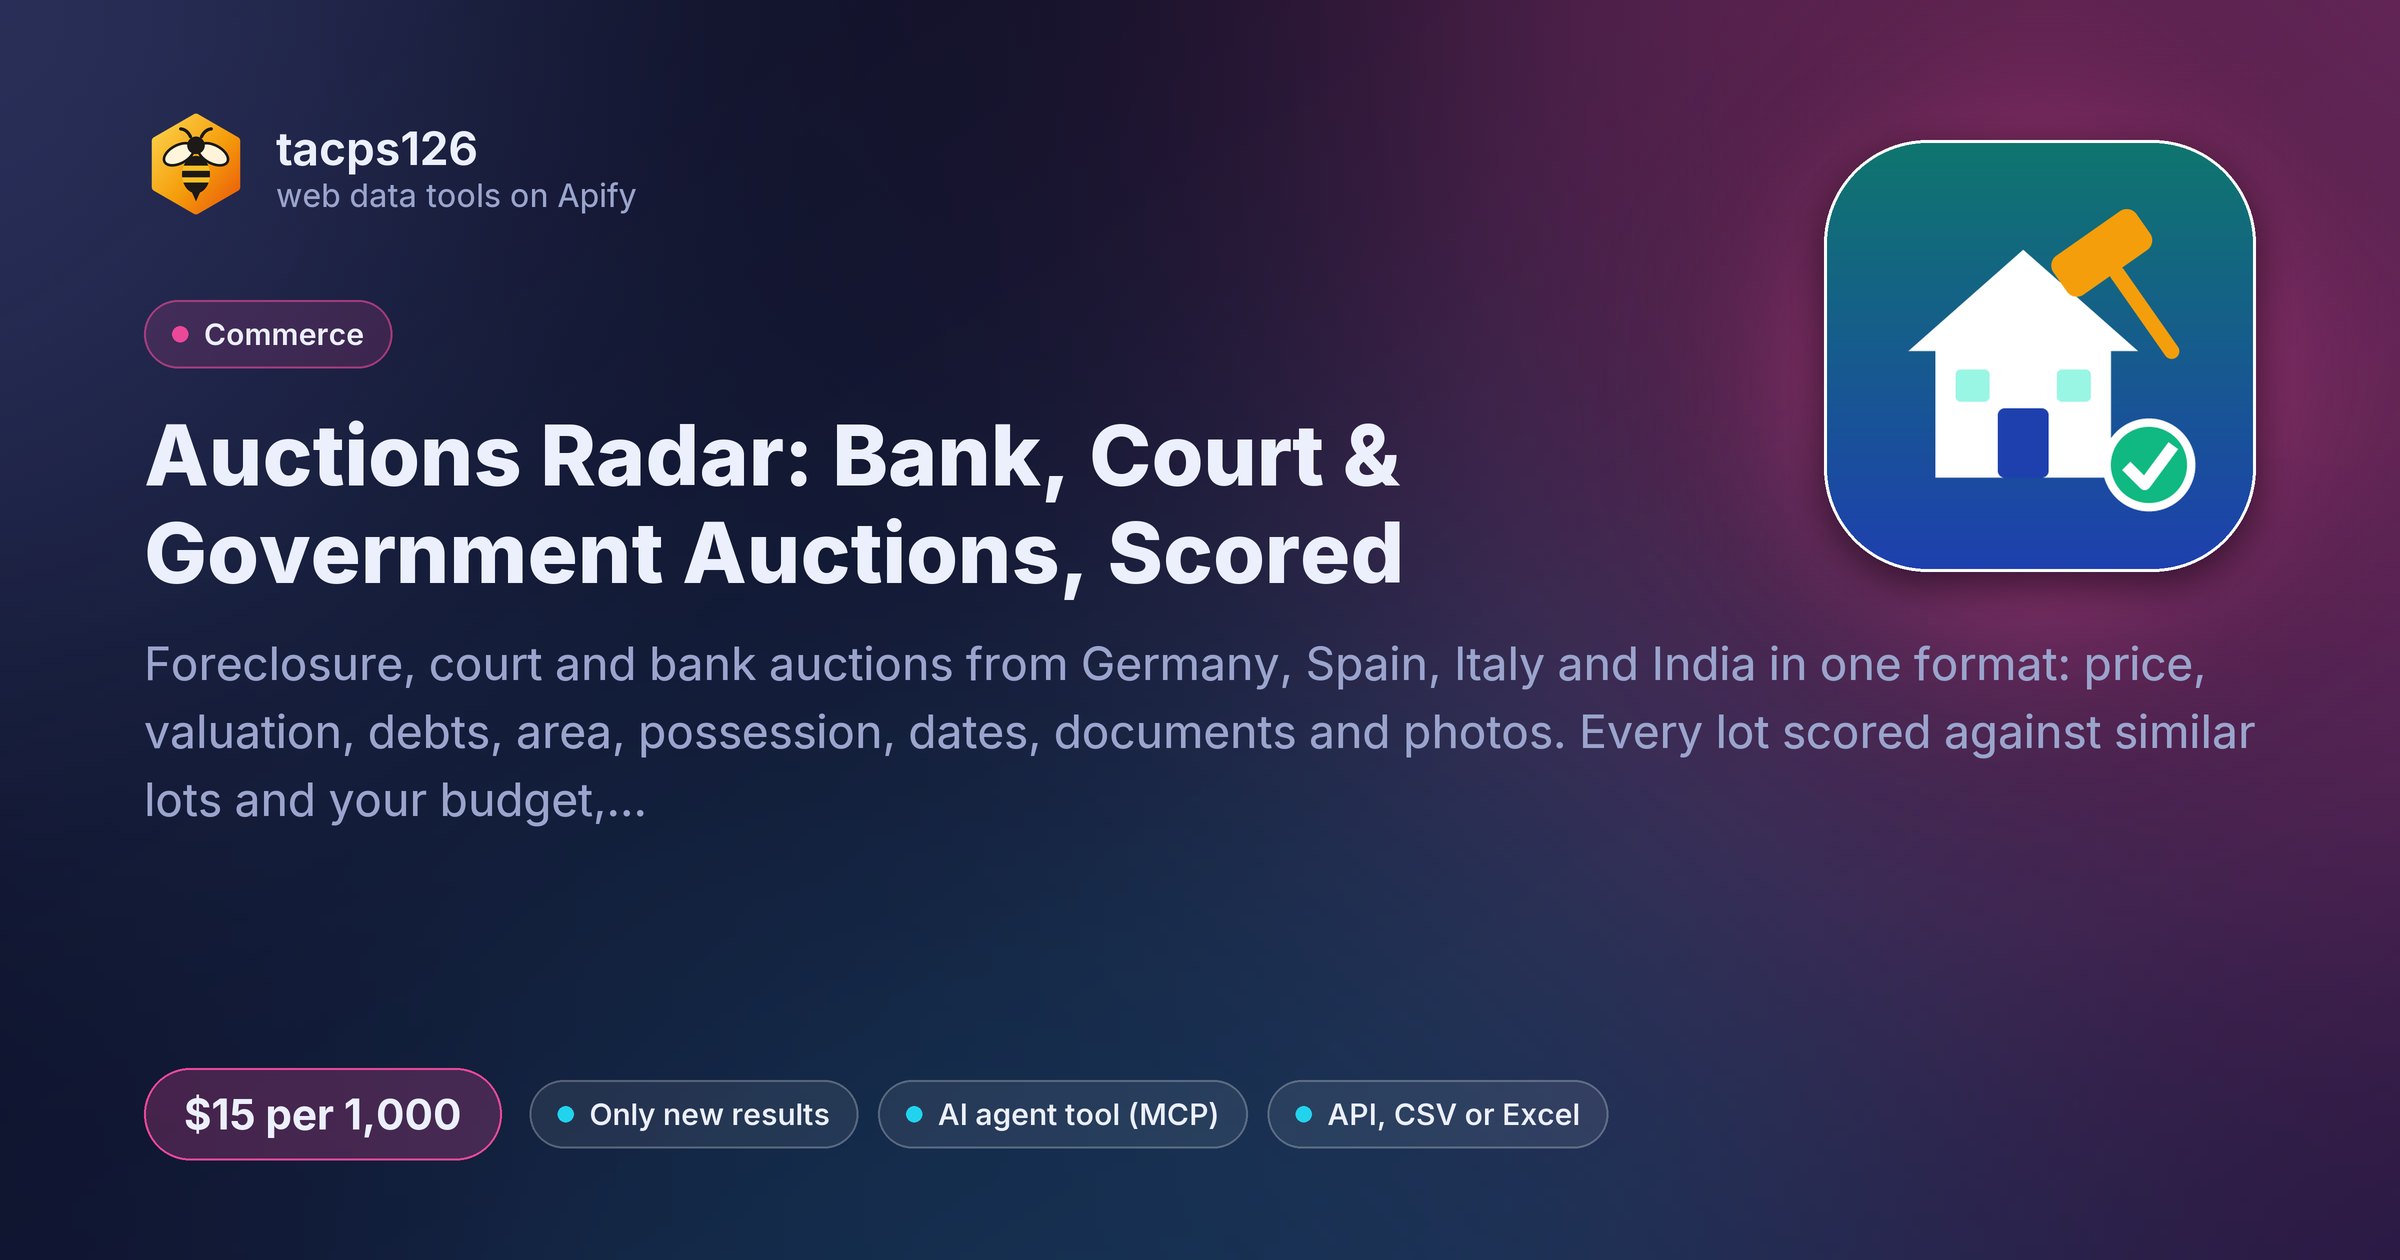 tacps126
web data tools on Apify
Commerce
Auctions Radar: Bank, Court &
Government Auctions, Scored
Foreclosure, court and bank auctions from Germany, Spain, Italy and India in one format: price,
valuation, debts, area, possession, dates, documents and photos. Every lot scored against similar
lots and your budget,...
$15 per 1,000
Only new results
AI agent tool (MCP)
API, CSV or Excel